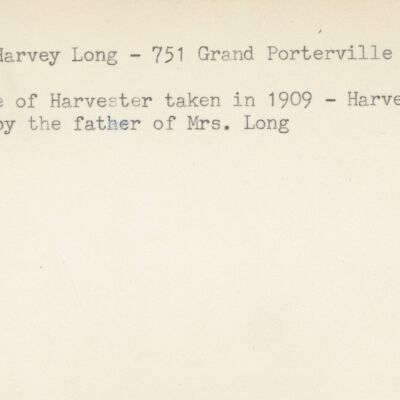 Harvey Long - 751 Grand Porterville
e of Harvester taken in 1909 - Harve
by the father of Mrs. Long